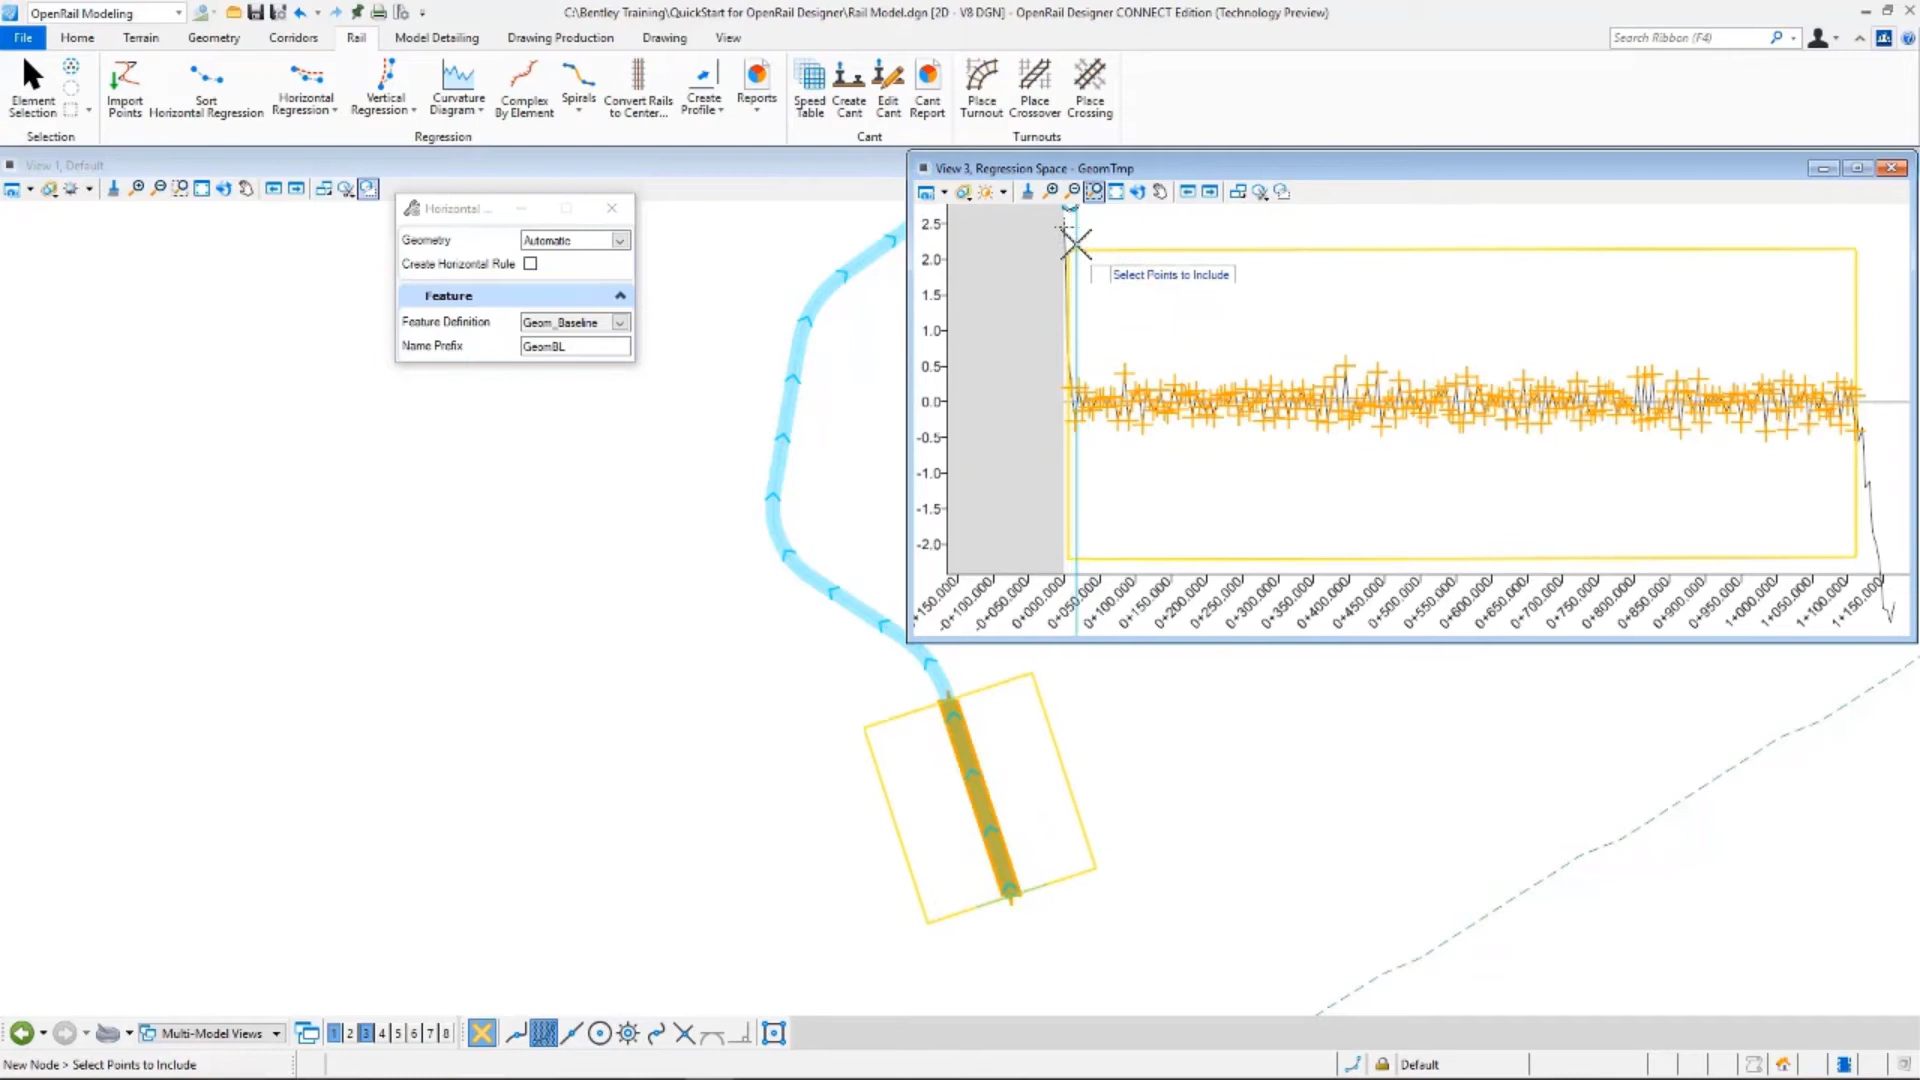 OpenRail Modeling
C:\Bentley Training\QuickStart for OpenRail Designer\Rail Model.dgn [2D - V8 DGN] - OpenRail Designer CONNECT Edition (Technology Preview)
File Home Terrain Geometry Corridors Rail Model Detailing Drawing Production Drawing View
Search Ribbon (F4)
Element Selection
Import Points
Sort Horizontal Regression
Horizontal Regression
Vertical Regression
Curvature Diagram
Complex By Element
Spirals
Convert Rails to Center...
Create Profile
Reports
Speed Table
Create Cant
Edit Cant
Cant Report
Place Turnout
Place Crossover
Place Crossing
Selection Regression Cant Turnouts
View 1, Default
View 3, Regression Space - GeomTmp
Horizontal ...
Geometry Automatic
Create Horizontal Rule
Feature
Feature Definition Geom_Baseline
Name Prefix GeomBL
2.5
2.0
1.5
1.0
0.5
0.0
-0.5
-1.0
-1.5
-2.0
Select Points to Include
-0+150.000 -0+100.000 -0+050.000 0+000.000 0+050.000 0+100.000 0+150.000 0+200.000 0+250.000 0+300.000 0+350.000 0+400.000 0+450.000 0+500.000 0+550.000 0+600.000 0+650.000 0+700.000 0+750.000 0+800.000 0+850.000 0+900.000 0+950.000 1+000.000 1+050.000 1+100.000 1+150.000
Multi-Model Views 1 2 3 4 5 6 7 8
New Node > Select Points to Include
Default